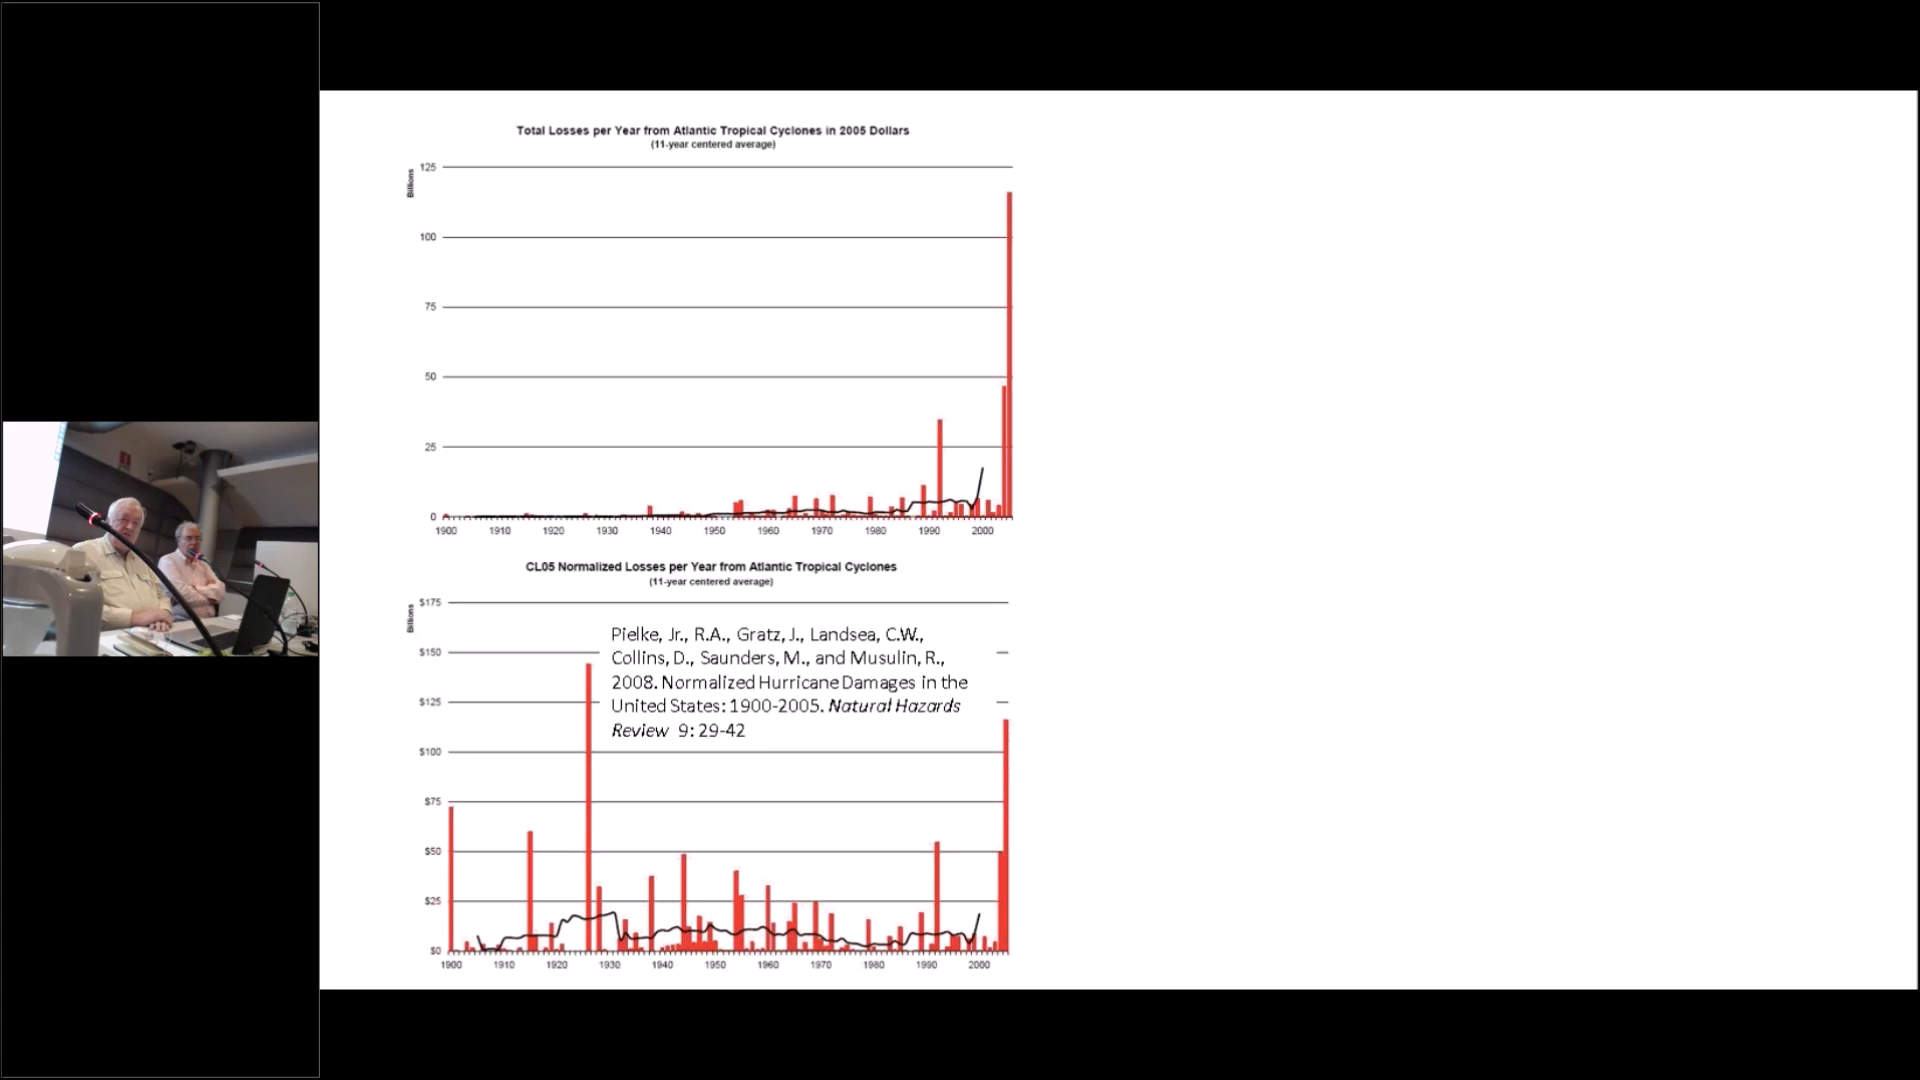 Total Losses per Year from Atlantic Tropical Cyclones in 2005 Dollars
(11-year centered average)
Billions
125
100
75
50
25
0
1900 1910 1920 1930 1940 1950 1960 1970 1980 1990 2000
CL05 Normalized Losses per Year from Atlantic Tropical Cyclones
(11-year centered average)
Billions
$175
$150
$125
$100
$75
$50
$25
$0
1900 1910 1920 1930 1940 1950 1960 1970 1980 1990 2000
Pielke, Jr., R.A., Gratz, J., Landsea, C.W.,
Collins, D., Saunders, M., and Musulin, R.,
2008. Normalized Hurricane Damages in the
United States: 1900-2005. Natural Hazards
Review 9: 29-42